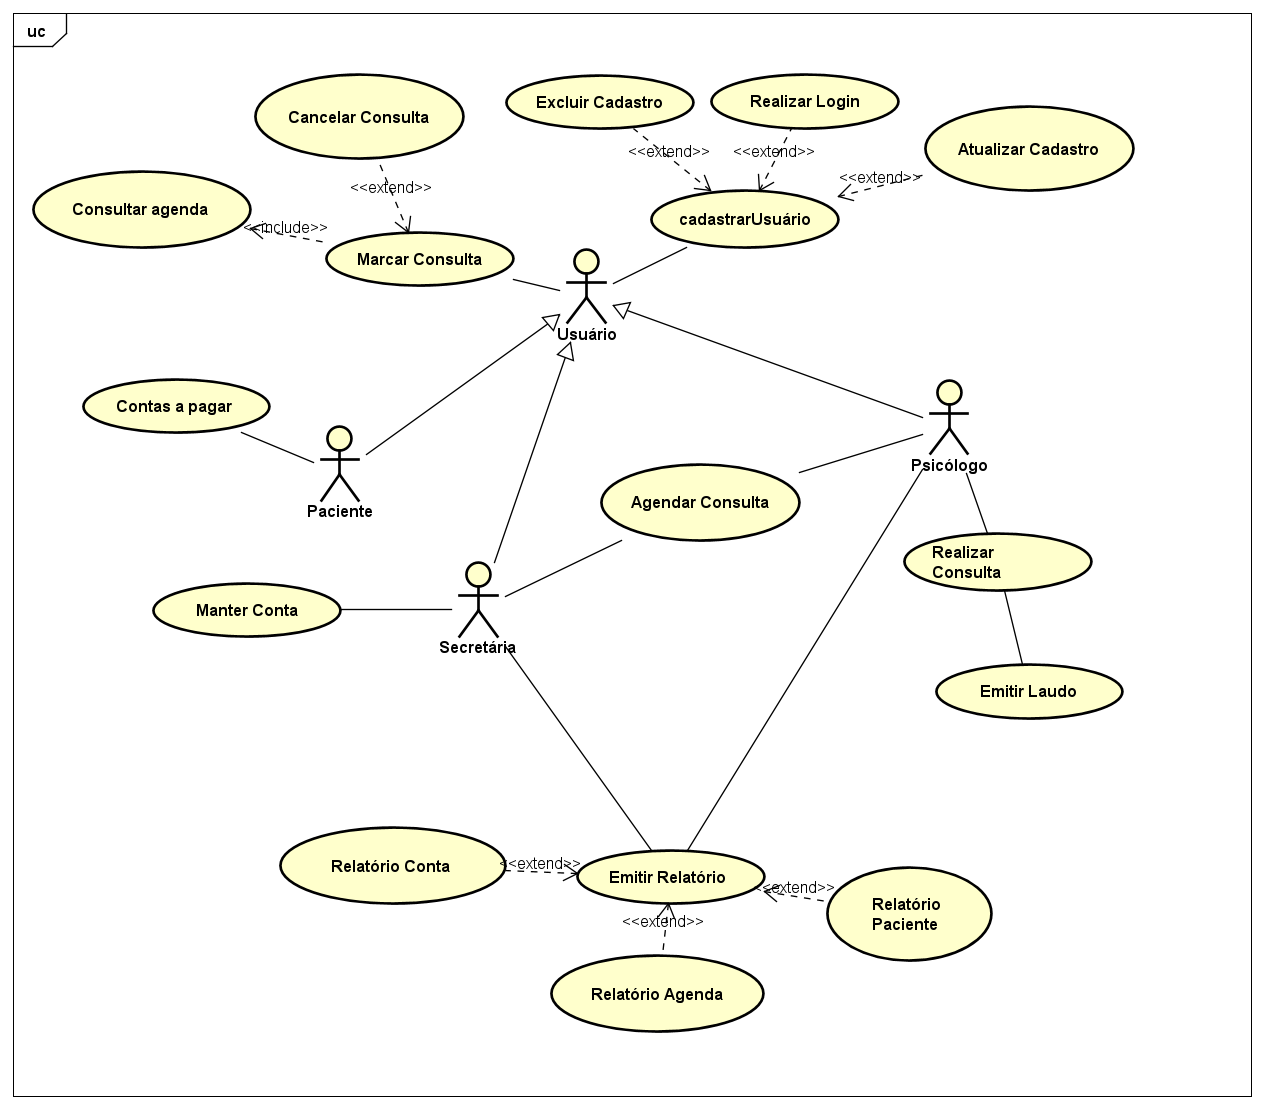 uc
Cancelar Consulta
Excluir Cadastro
Realizar Login
Atualizar Cadastro
<<extend>>
<<extend>>
<<extend>>
<<extend>>
Consultar agenda
<<include>>
cadastrarUsuário
Marcar Consulta
Usuário
Contas a pagar
Psicólogo
Paciente
Agendar Consulta
Realizar
Consulta
Manter Conta
Secretária
Emitir Laudo
Relatório Conta
<<extend>>
Emitir Relatório
<<extend>>
Relatório
Paciente
<<extend>>
Relatório Agenda